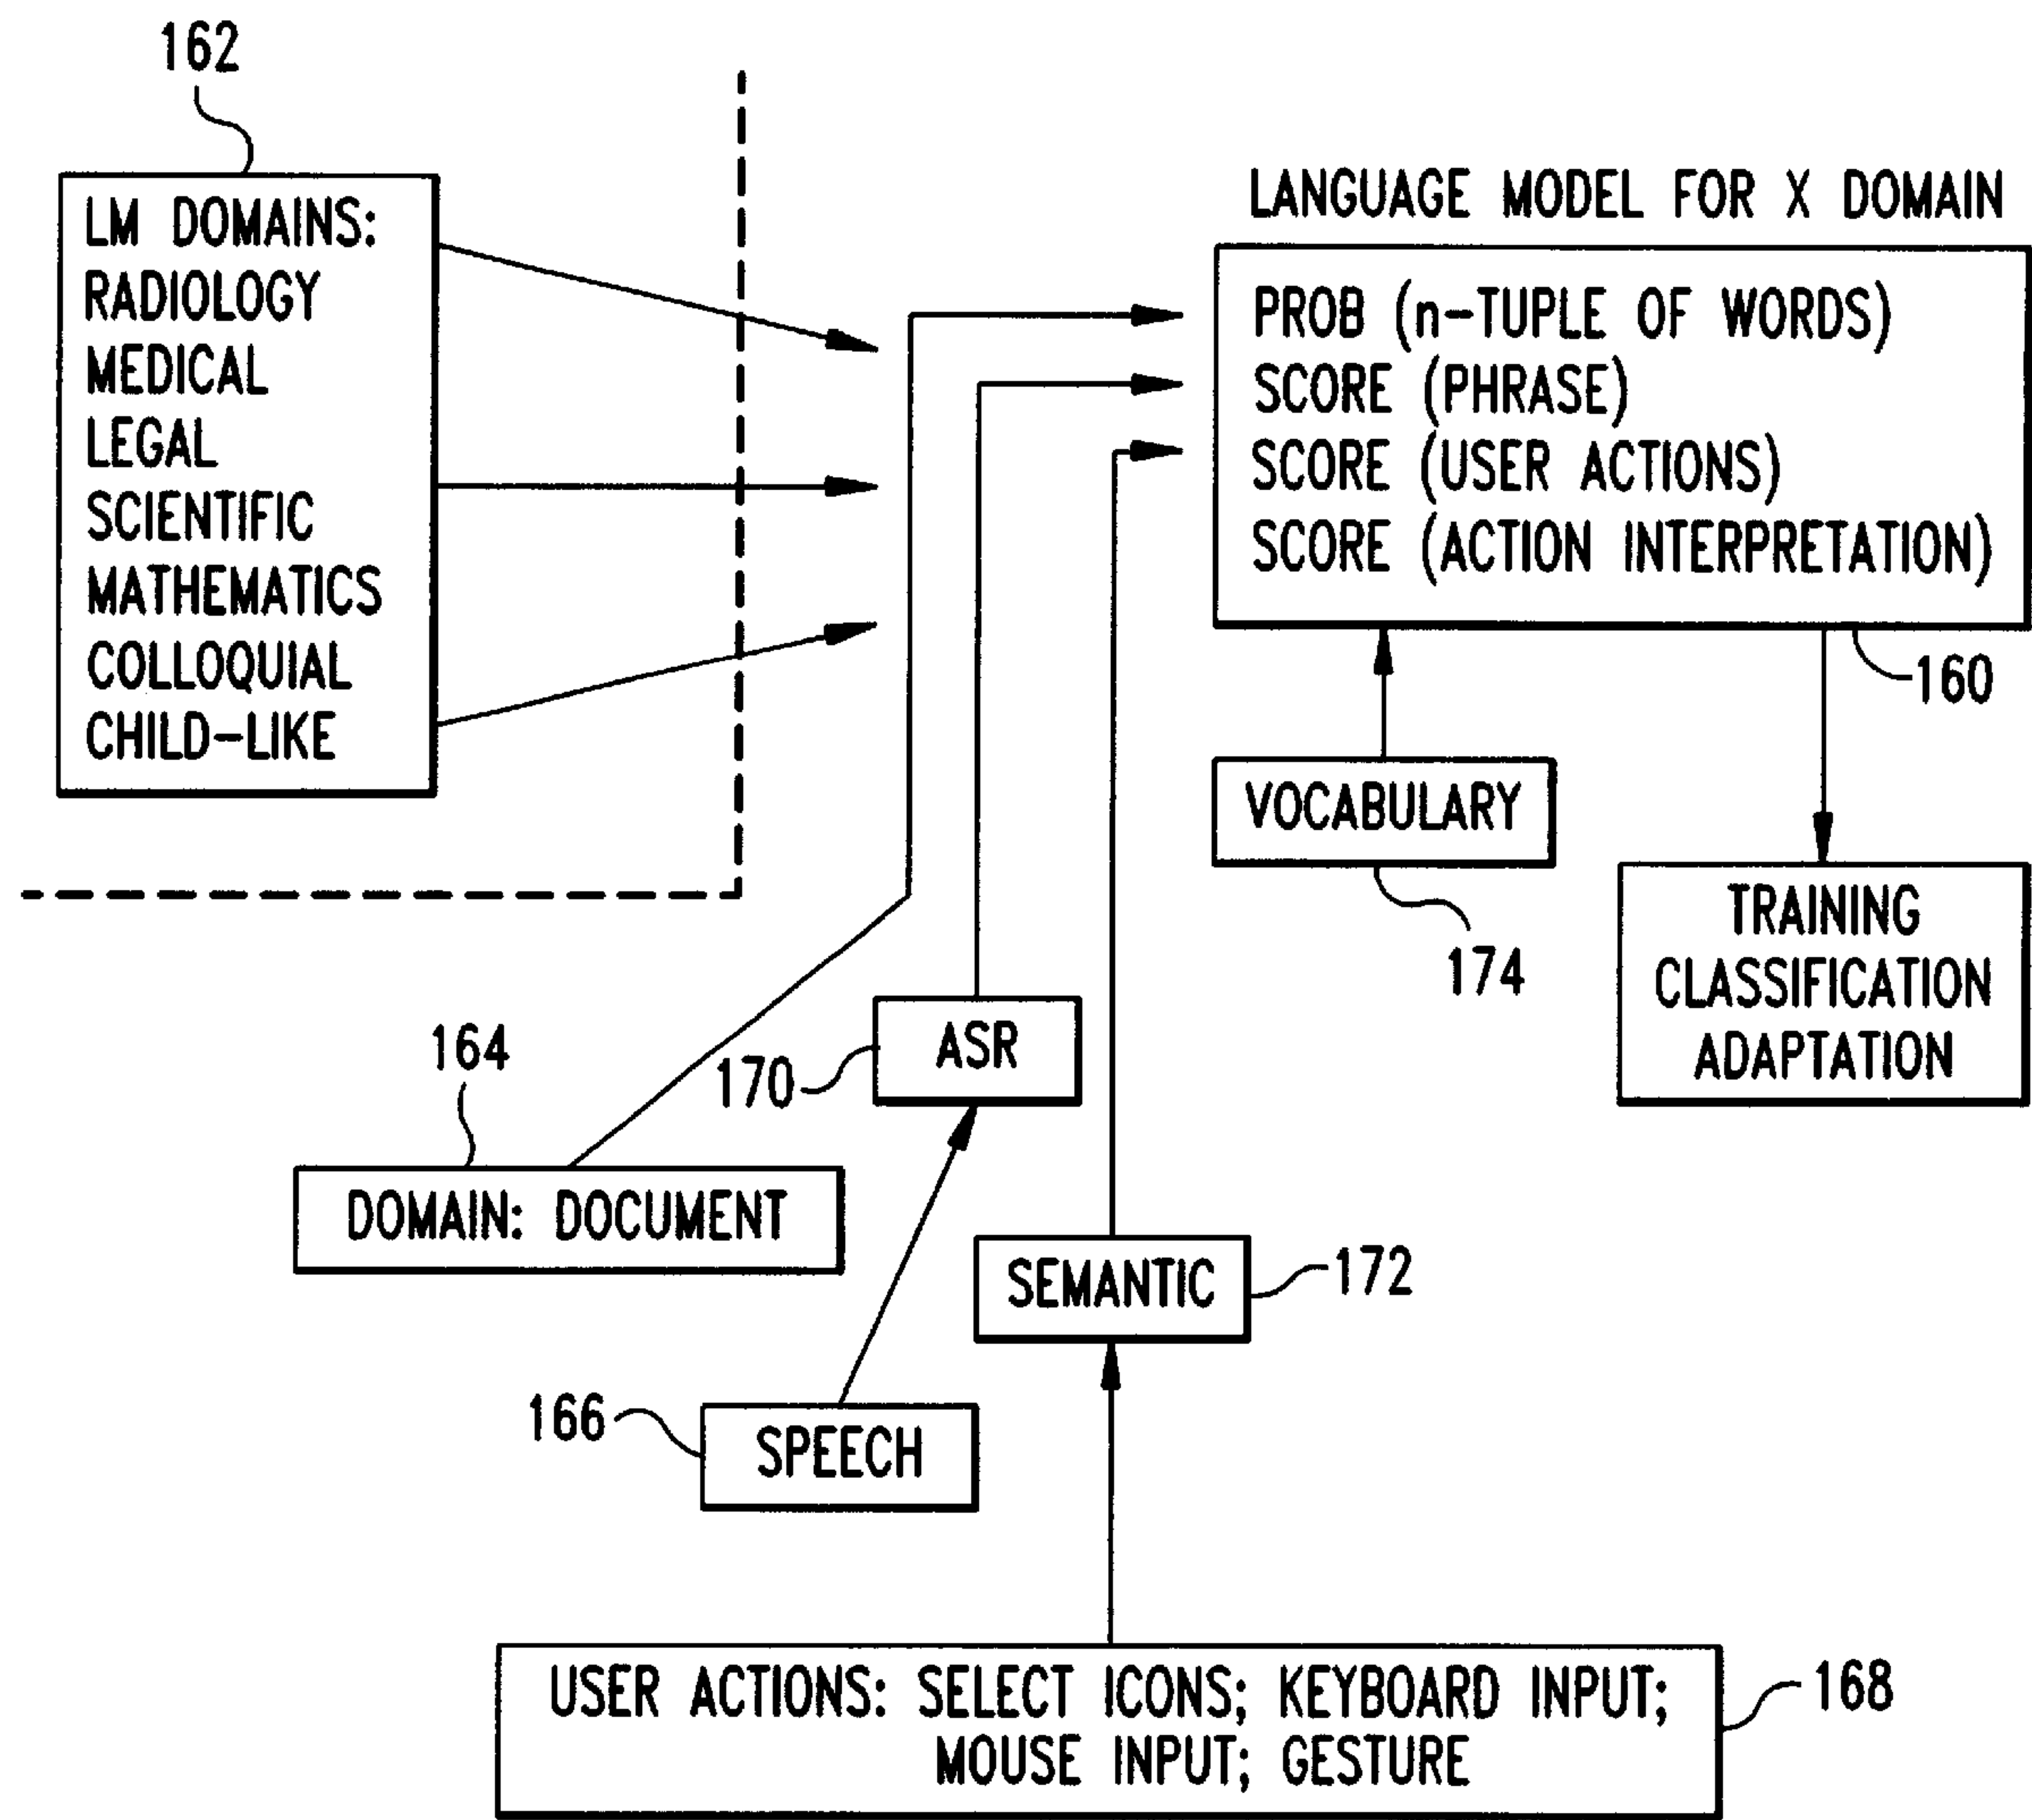 162
LM DOMAINS:
RADIOLOGY
MEDICAL
LEGAL
SCIENTIFIC
MATHEMATICS
COLLOQUIAL
CHILD-LIKE
LANGUAGE MODEL FOR X DOMAIN
PROB (n-TUPLE OF WORDS)
SCORE (PHRASE)
SCORE (USER ACTIONS)
SCORE (ACTION INTERPRETATION)
160
VOCABULARY
174
TRAINING
CLASSIFICATION
ADAPTATION
164
DOMAIN: DOCUMENT
170
ASR
SEMANTIC
172
166
SPEECH
USER ACTIONS: SELECT ICONS; KEYBOARD INPUT;
MOUSE INPUT; GESTURE
168